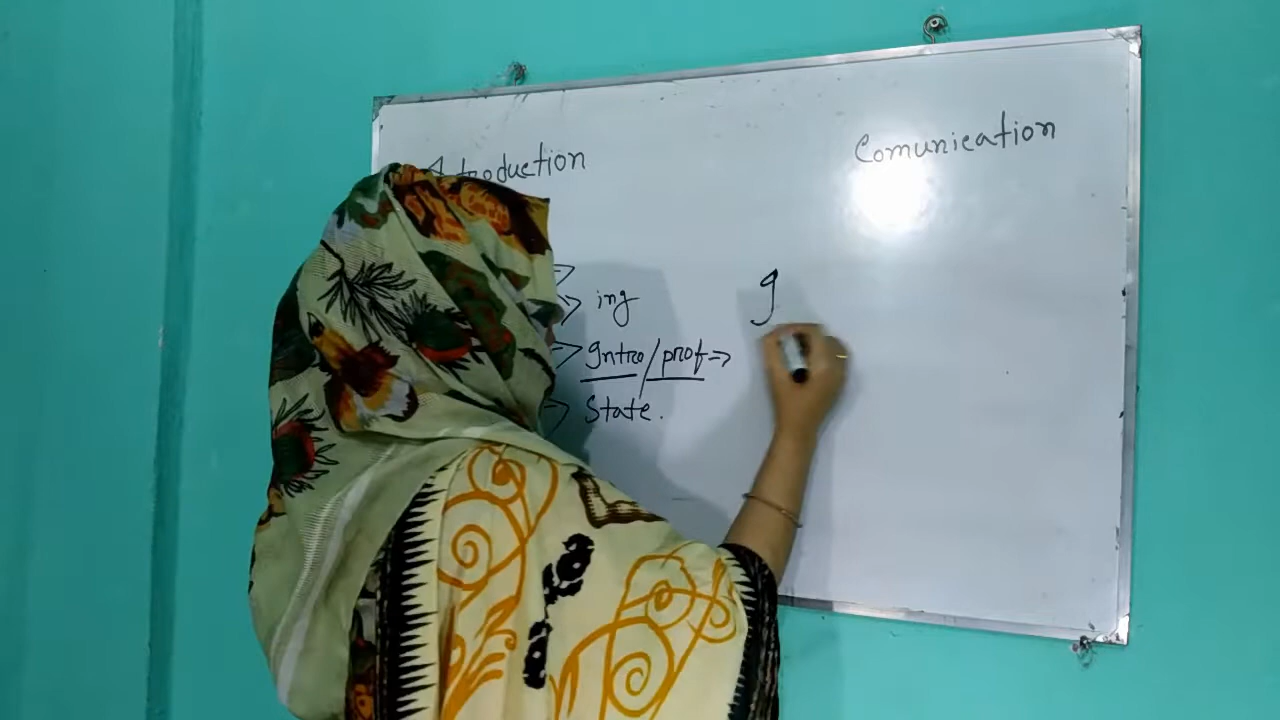 Introduction
Comunication
ing
Intro/prof=>
State.